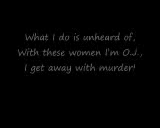 What I do is unheard of,
With these women I'm O.J.,
I get away with murder!